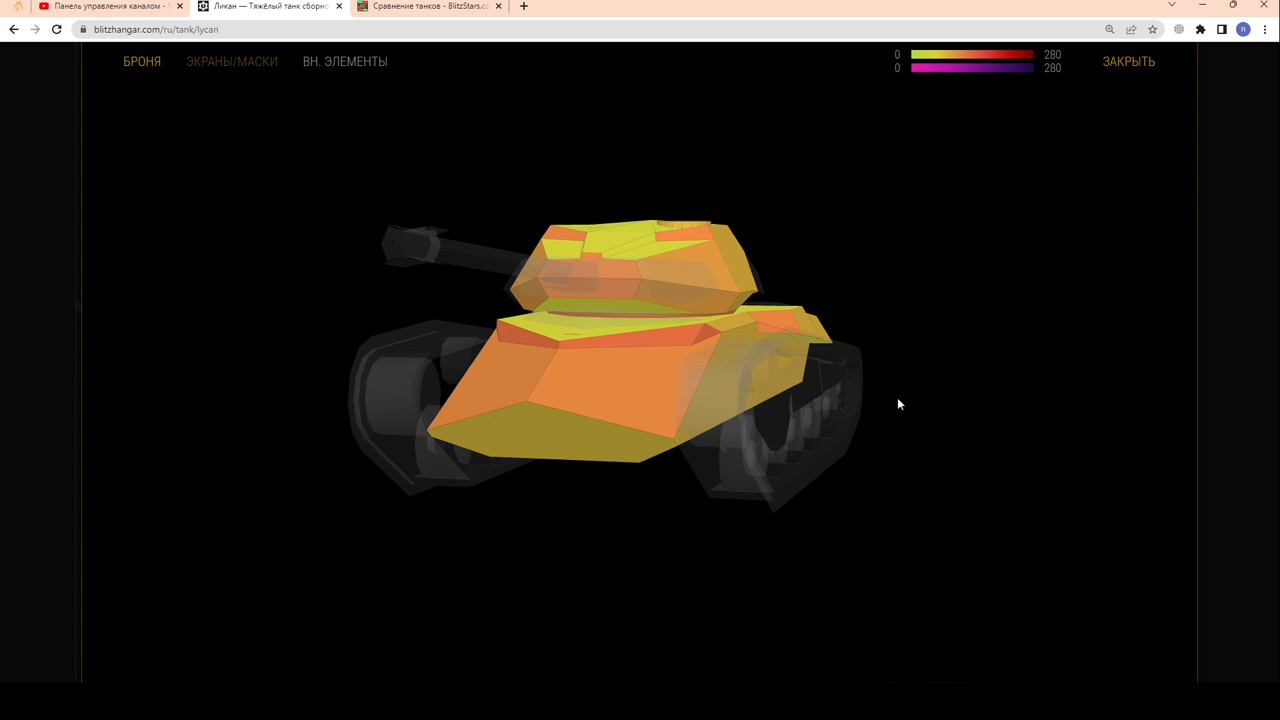 Панель управления каналом -
Ликан — Тяжёлый танк сборно
Сравнение танков - BlitzStars.co
blitzhangar.com/ru/tank/lycan
n
БРОНЯ
ЭКРАНЫ/МАСКИ
ВН. ЭЛЕМЕНТЫ
0 280
0 280
ЗАКРЫТЬ